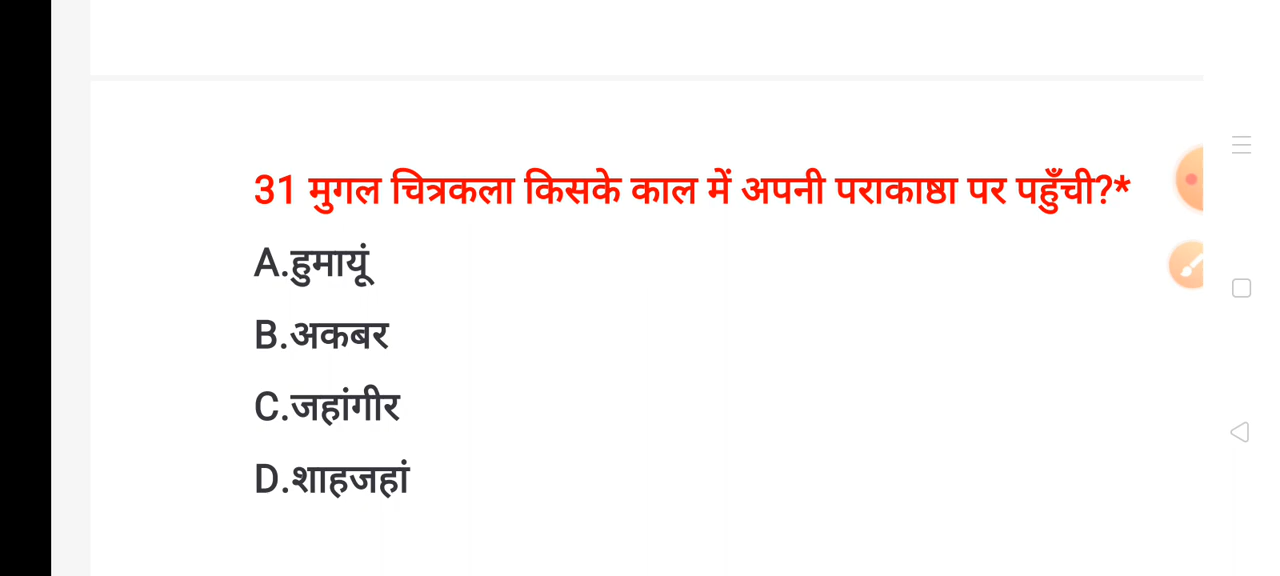 31 मुगल चित्रकला किसके काल में अपनी पराकाष्ठा पर पहुँची?*
A.हुमायूं
B.अकबर
C.जहांगीर
D.शाहजहां